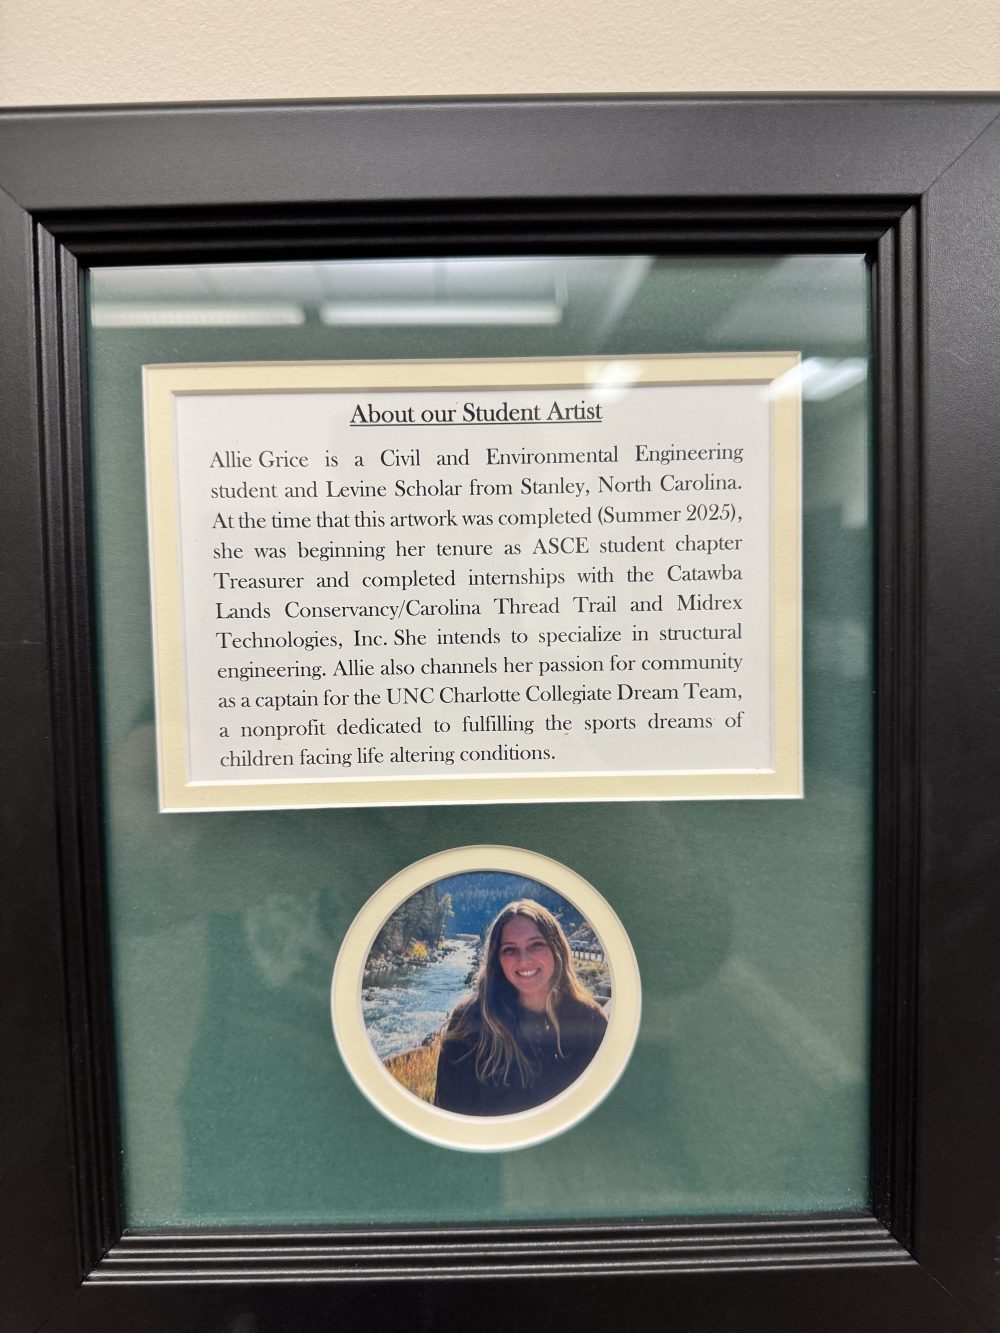 About our Student Artist
Allie Grice is a Civil and Environmental Engineering
student and Levine Scholar from Stanley, North Carolina.
At the time that this artwork was completed (Summer 2025),
she was beginning her tenure as ASCE student chapter
Treasurer and completed internships with the Catawba
Lands Conservancy/Carolina Thread Trail and Midrex
Technologies, Inc. She intends to specialize in structural
engineering. Allie also channels her passion for community
as a captain for the UNC Charlotte Collegiate Dream Team,
a nonprofit dedicated to fulfilling the sports dreams of
children facing life altering conditions.